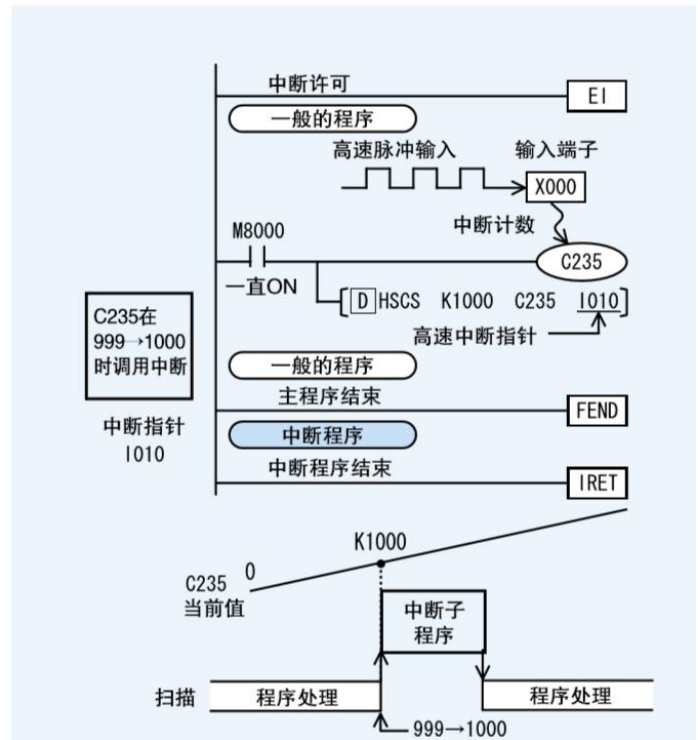 中断许可
EI
一般的程序
高速脉冲输入
输入端子
X000
中断计数
M8000
C235
一直ON
D HSCS K1000 C235 I010
高速中断指针
C235在
999→1000
时调用中断
一般的程序
主程序结束
FEND
中断指针
I010
中断程序
中断程序结束
IRET
K1000
0
C235
当前值
中断子
程序
扫描
程序处理
程序处理
999→1000